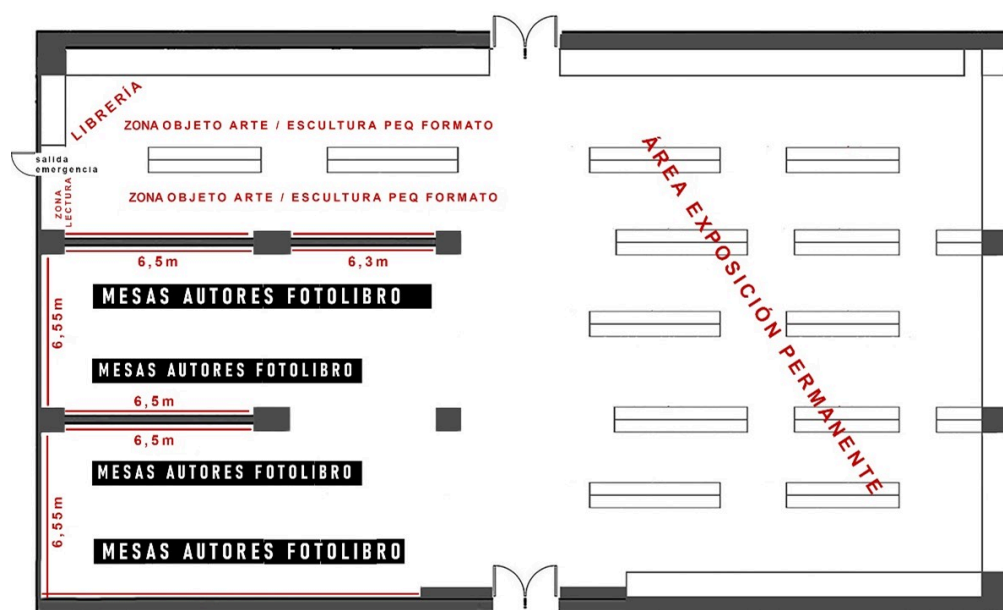 LIBRERÍA
ZONA OBJETO ARTE / ESCULTURA PEQ FORMATO
salida
emergencia
ZONA
LECTURA
ZONA OBJETO ARTE / ESCULTURA PEQ FORMATO
ÁREA EXPOSICIÓN PERMANENTE
6,5m
6,3m
MESAS AUTORES FOTOLIBRO
6,55m
MESAS AUTORES FOTOLIBRO
6,5m
6,5m
MESAS AUTORES FOTOLIBRO
6,55m
MESAS AUTORES FOTOLIBRO